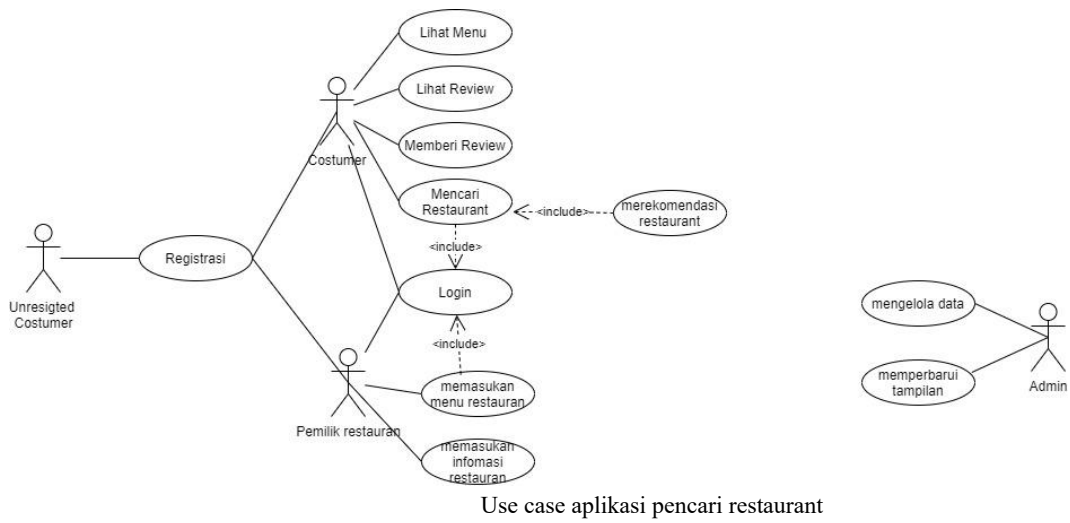 Lihat Menu
Lihat Review
Costumer
Memberi Review
Mencari
Restaurant
<include>
merekomendasi
restaurant
<include>
Unresigted
Costumer
Registrasi
Login
<include>
Pemilik restauran
memasukan
menu restauran
memasukan
infomasi
restauran
mengelola data
memperbarui
tampilan
Admin
Use case aplikasi pencari restaurant